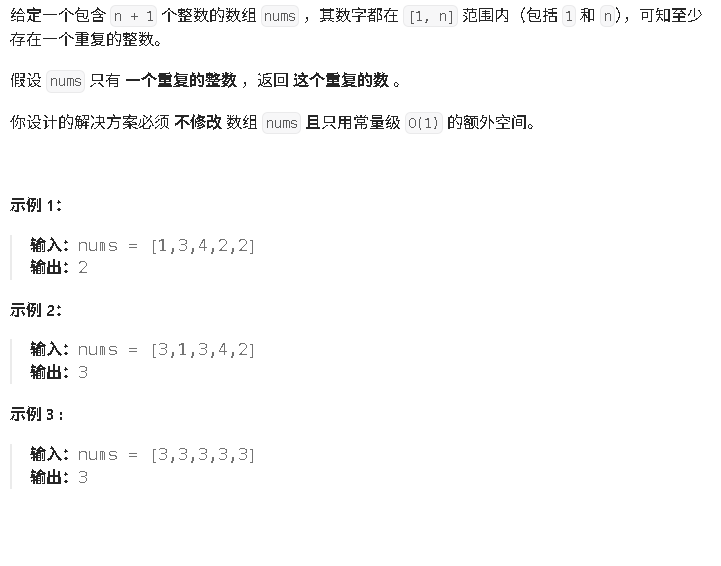 给定一个包含 n + 1 个整数的数组 nums ，其数字都在 [1, n] 范围内（包括 1 和 n），可知至少
存在一个重复的整数。
假设 nums 只有 一个重复的整数 ，返回 这个重复的数 。
你设计的解决方案必须 不修改 数组 nums 且只用常量级 O(1) 的额外空间。
示例 1：
输入：nums = [1,3,4,2,2]
输出：2
示例 2：
输入：nums = [3,1,3,4,2]
输出：3
示例 3 :
输入：nums = [3,3,3,3,3]
输出：3